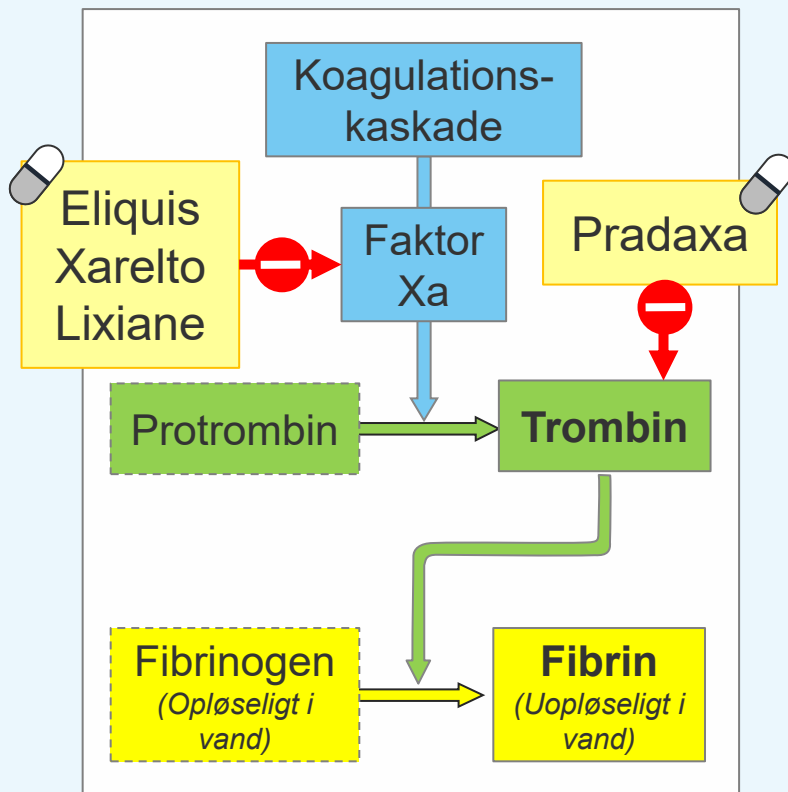 Koagulations-
kaskade
Eliquis
Xarelto
Lixiane
Faktor
Xa
Pradaxa
Protrombin
Trombin
Fibrinogen
(Opløseligt i
vand)
Fibrin
(Uopløseligt i
vand)